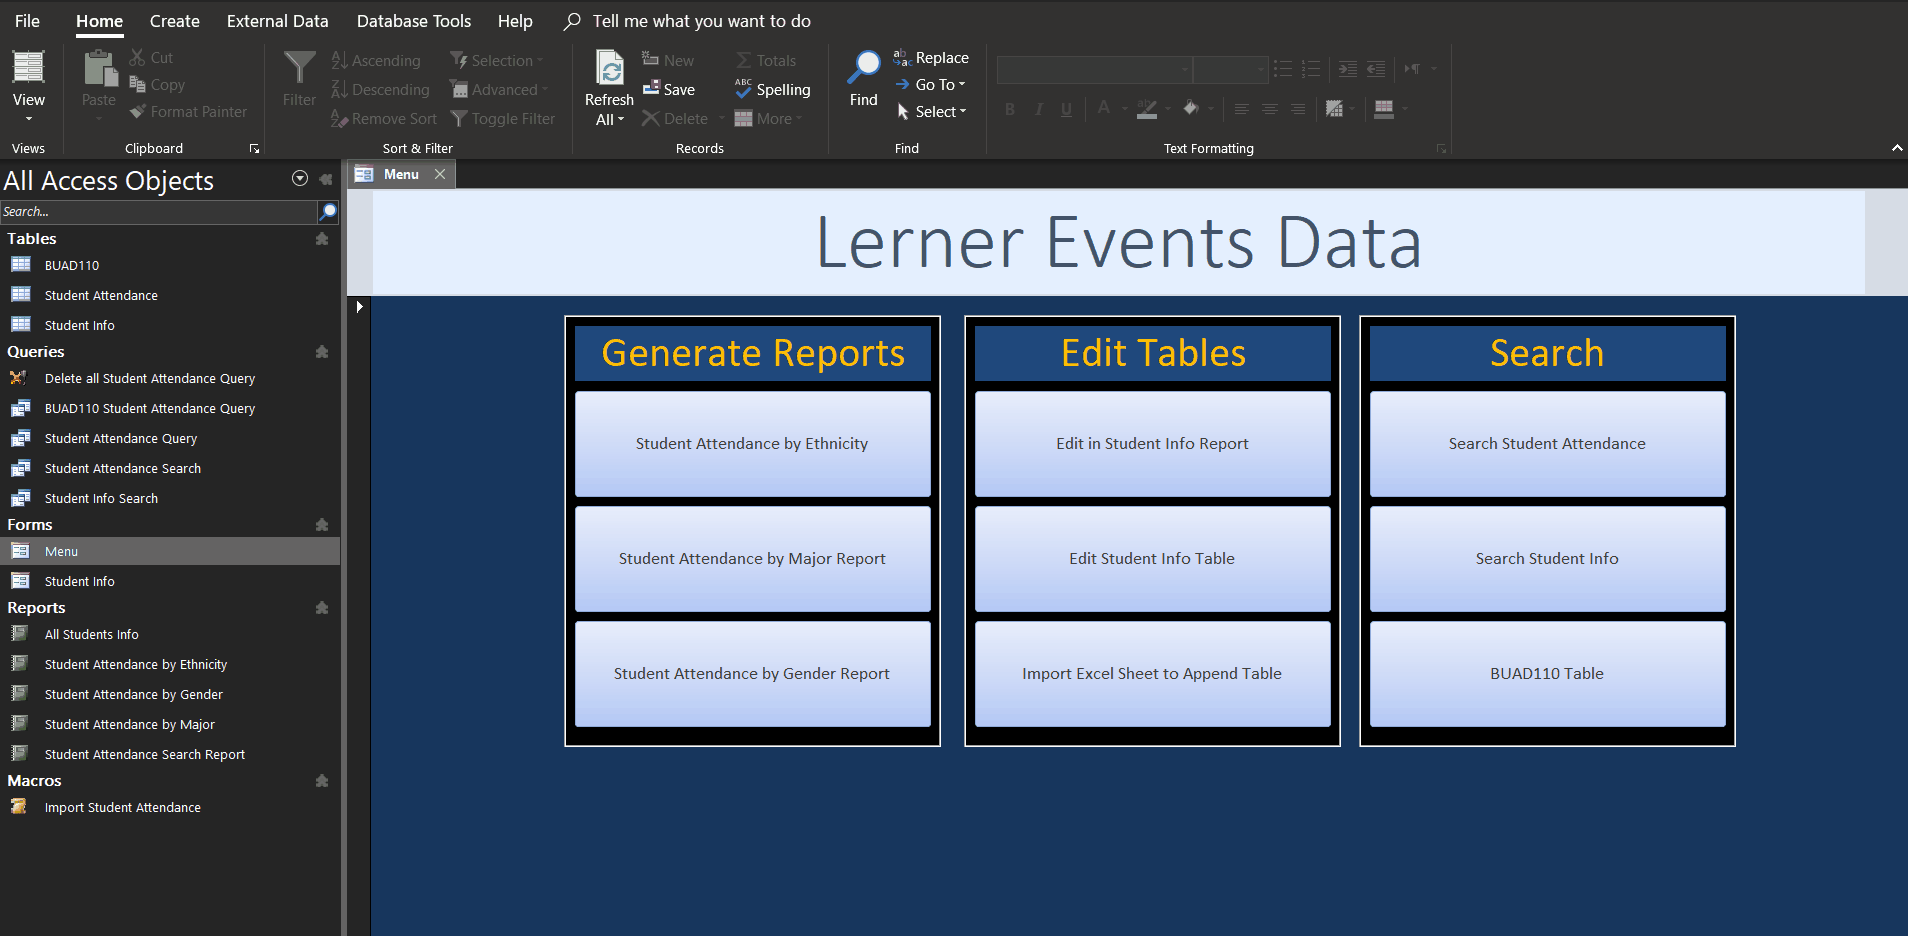 File Home Create External Data Database Tools Help Tell me what you want to do
View
Views
Paste
Cut
Copy
Format Painter
Clipboard
Filter
Ascending
Descending
Remove Sort
Selection
Advanced
Toggle Filter
Sort & Filter
Refresh
All
New
Save
Delete
Totals
Spelling
More
Records
Find
Replace
Go To
Select
Find
B I U A
Text Formatting
All Access Objects
Search...
Tables
BUAD110
Student Attendance
Student Info
Queries
Delete all Student Attendance Query
BUAD110 Student Attendance Query
Student Attendance Query
Student Attendance Search
Student Info Search
Forms
Menu
Student Info
Reports
All Students Info
Student Attendance by Ethnicity
Student Attendance by Gender
Student Attendance by Major
Student Attendance Search Report
Macros
Import Student Attendance
Menu
Lerner Events Data
Generate Reports
Student Attendance by Ethnicity
Student Attendance by Major Report
Student Attendance by Gender Report
Edit Tables
Edit in Student Info Report
Edit Student Info Table
Import Excel Sheet to Append Table
Search
Search Student Attendance
Search Student Info
BUAD110 Table